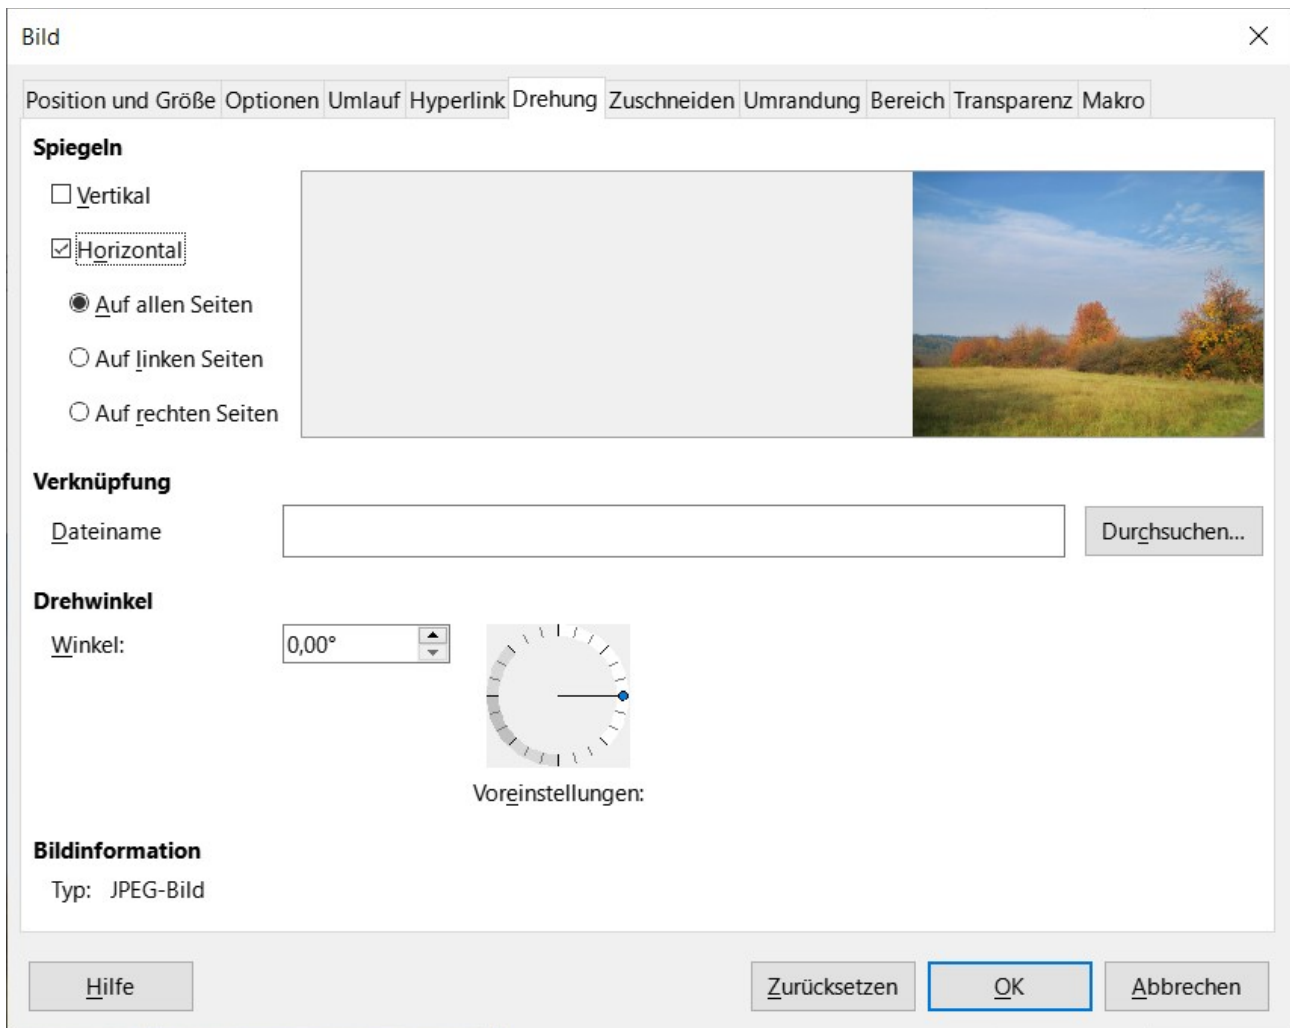 Bild
Position und Größe Optionen Umlauf Hyperlink Drehung Zuschneiden Umrandung Bereich Transparenz Makro
Spiegeln
Vertikal
Horizontal
Auf allen Seiten
Auf linken Seiten
Auf rechten Seiten
Verknüpfung
Dateiname
Durchsuchen...
Drehwinkel
Winkel: 0,00°
Voreinstellungen:
Bildinformation
Typ: JPEG-Bild
Hilfe Zurücksetzen OK Abbrechen